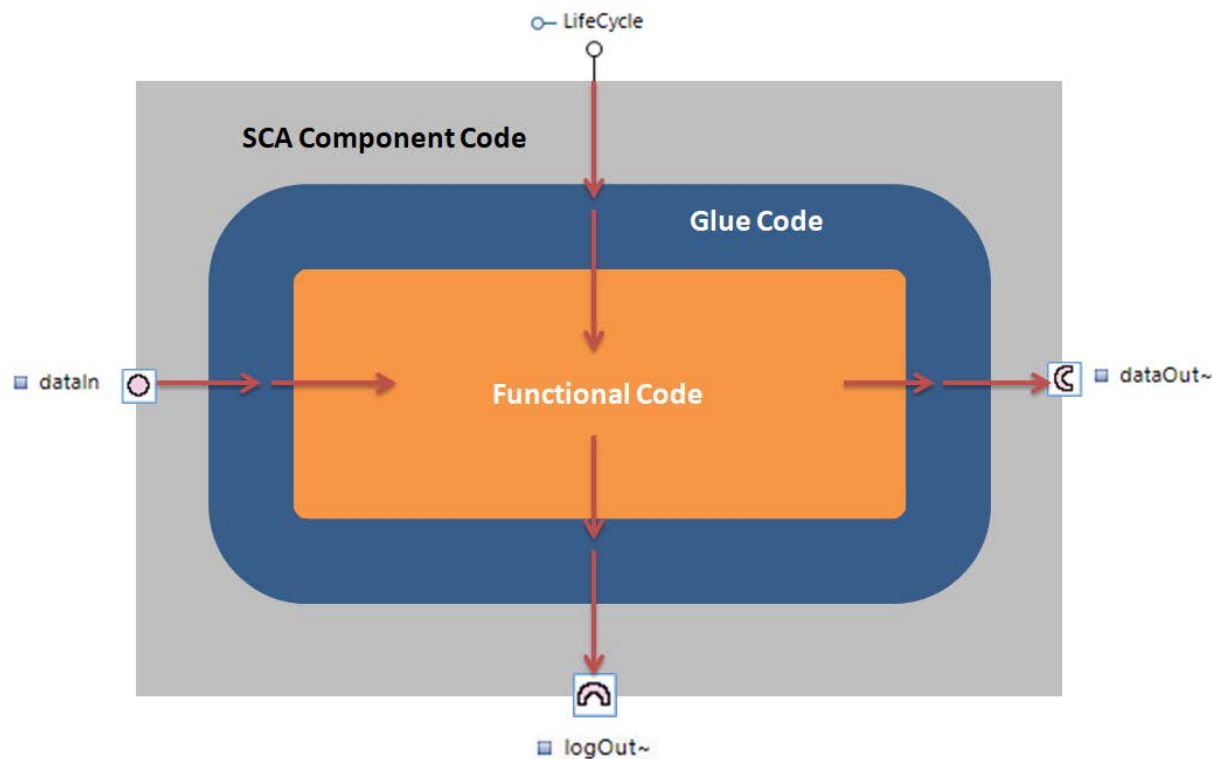 LifeCycle
SCA Component Code
Glue Code
dataIn
Functional Code
dataOut~
logOut~